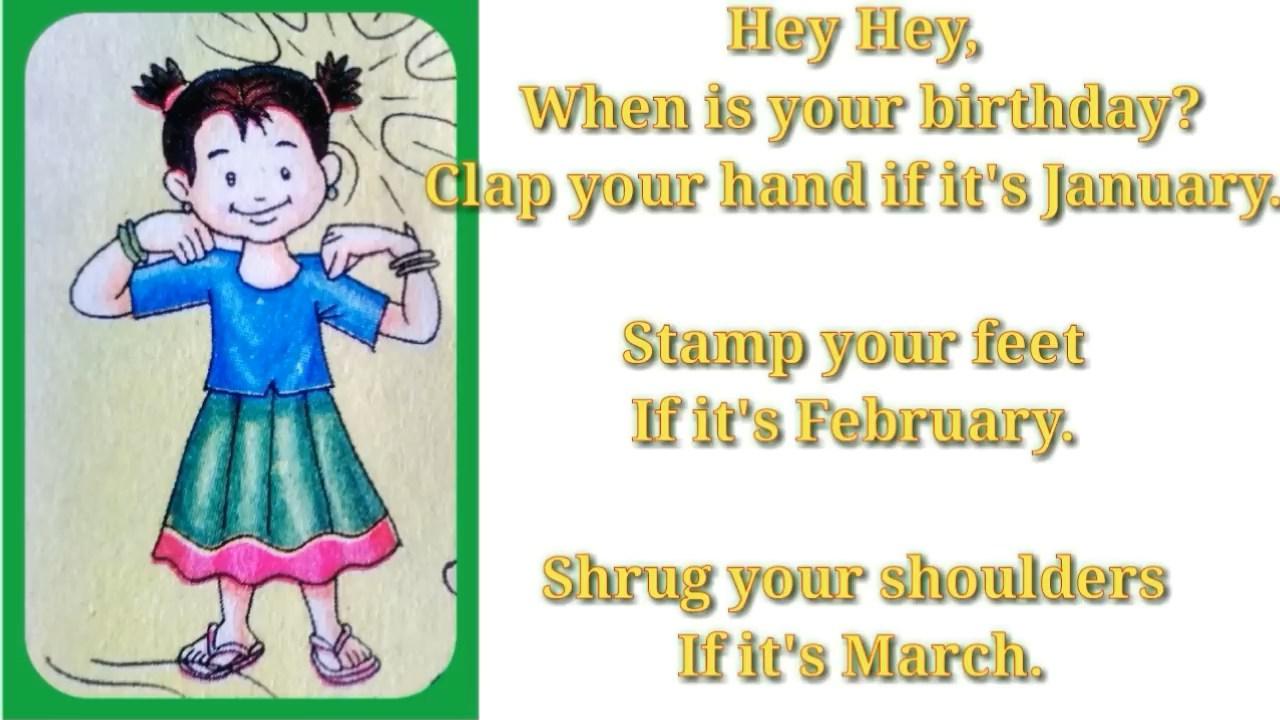 Hey Hey,
When is your birthday?
Clap your hand if it's January.
Stamp your feet
If it's February.
Shrug your shoulders
If it's March.